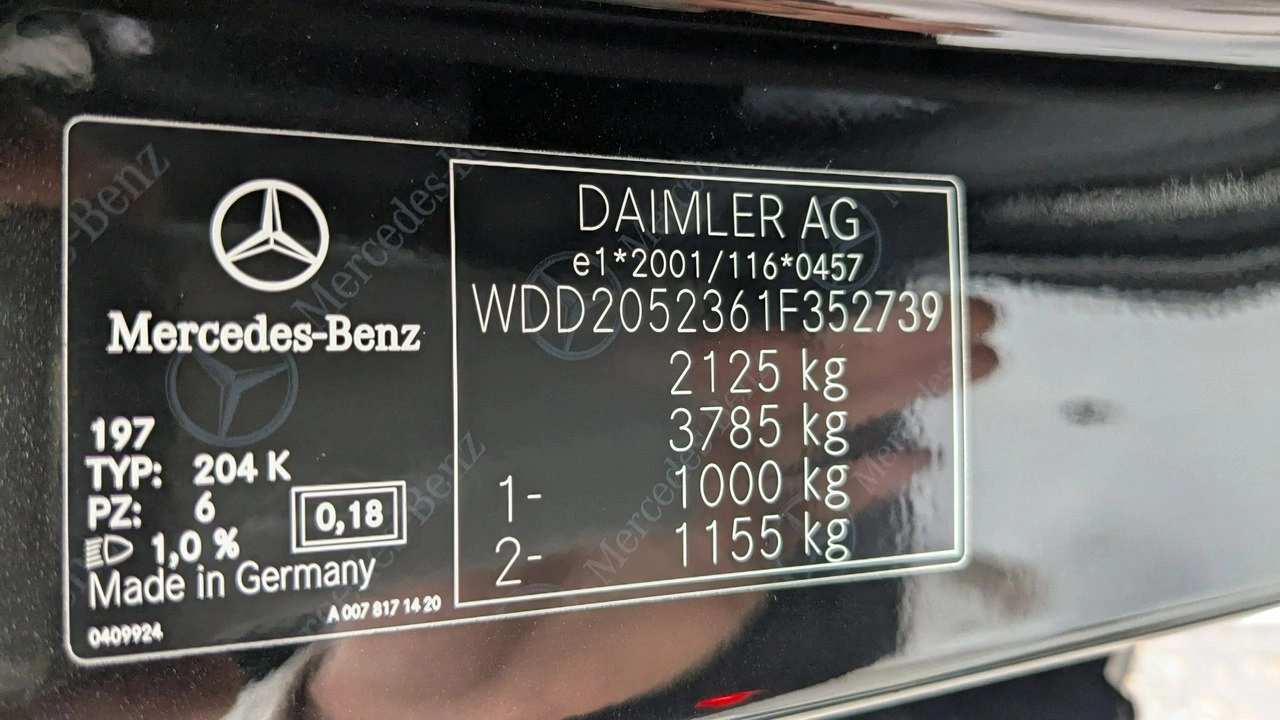 Mercedes-Benz
197
TYP: 204 K
PZ: 6
0,18
1,0 %
Made in Germany
A 007 817 14 20
0409924
DAIMLER AG
e1*2001/116*0457
WDD2052361F352739
2125 kg
3785 kg
1- 1000 kg
2- 1155 kg